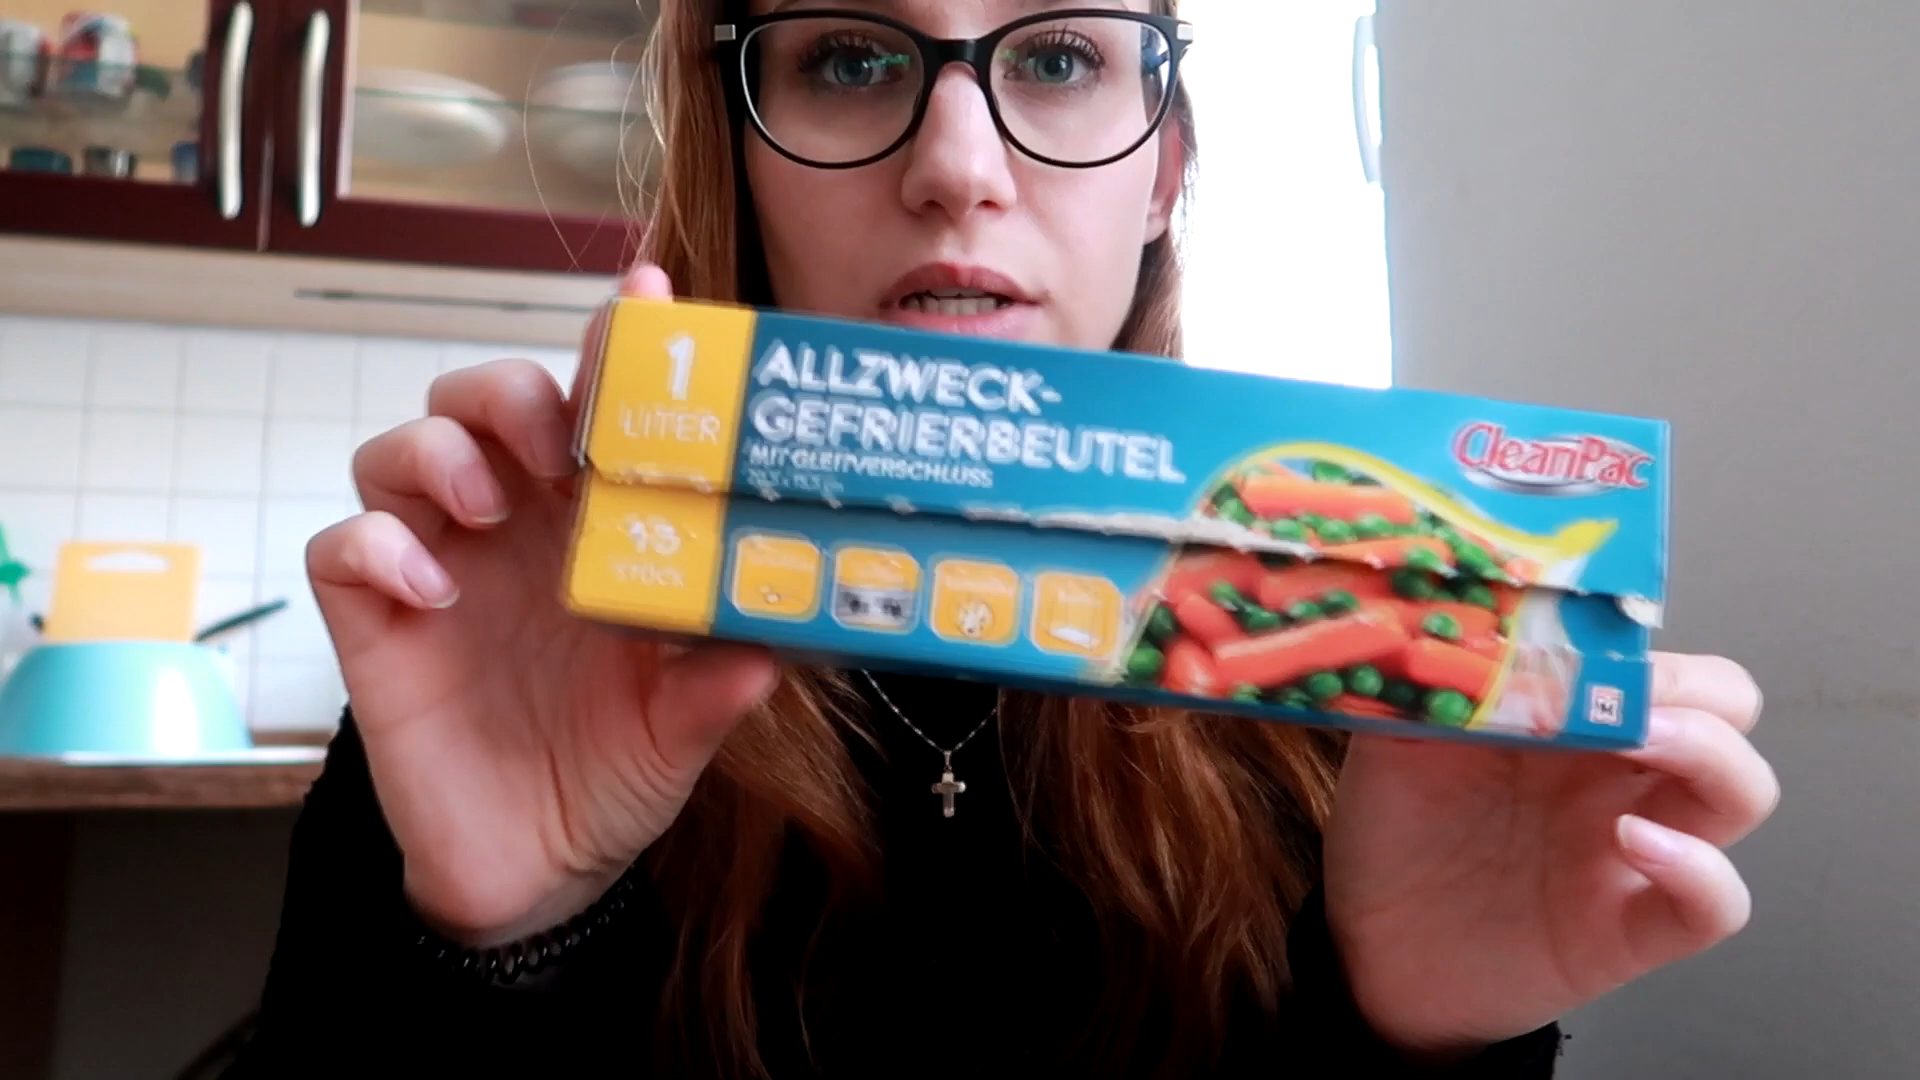 1
LITER
ALLZWECK-
GEFRIERBEUTEL
MIT GLEITVERSCHLUSS
CleanPac
STÜCK
M